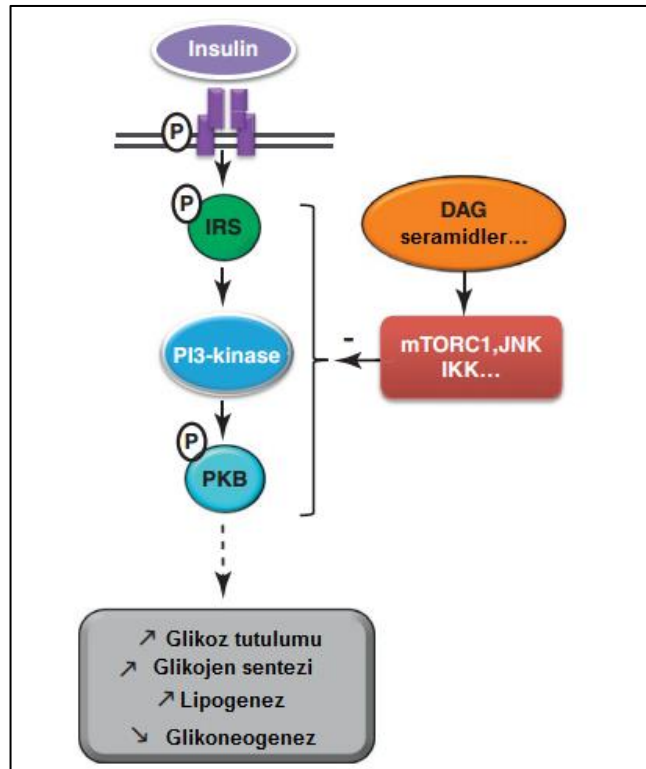 Insulin
P
P
IRS
DAG
seramidler...
PI3-kinase
-
mTORC1,JNK
IKK...
P
PKB
↗ Glikoz tutulumu
↗ Glikojen sentezi
↗ Lipogenez
↘ Glikoneogenez